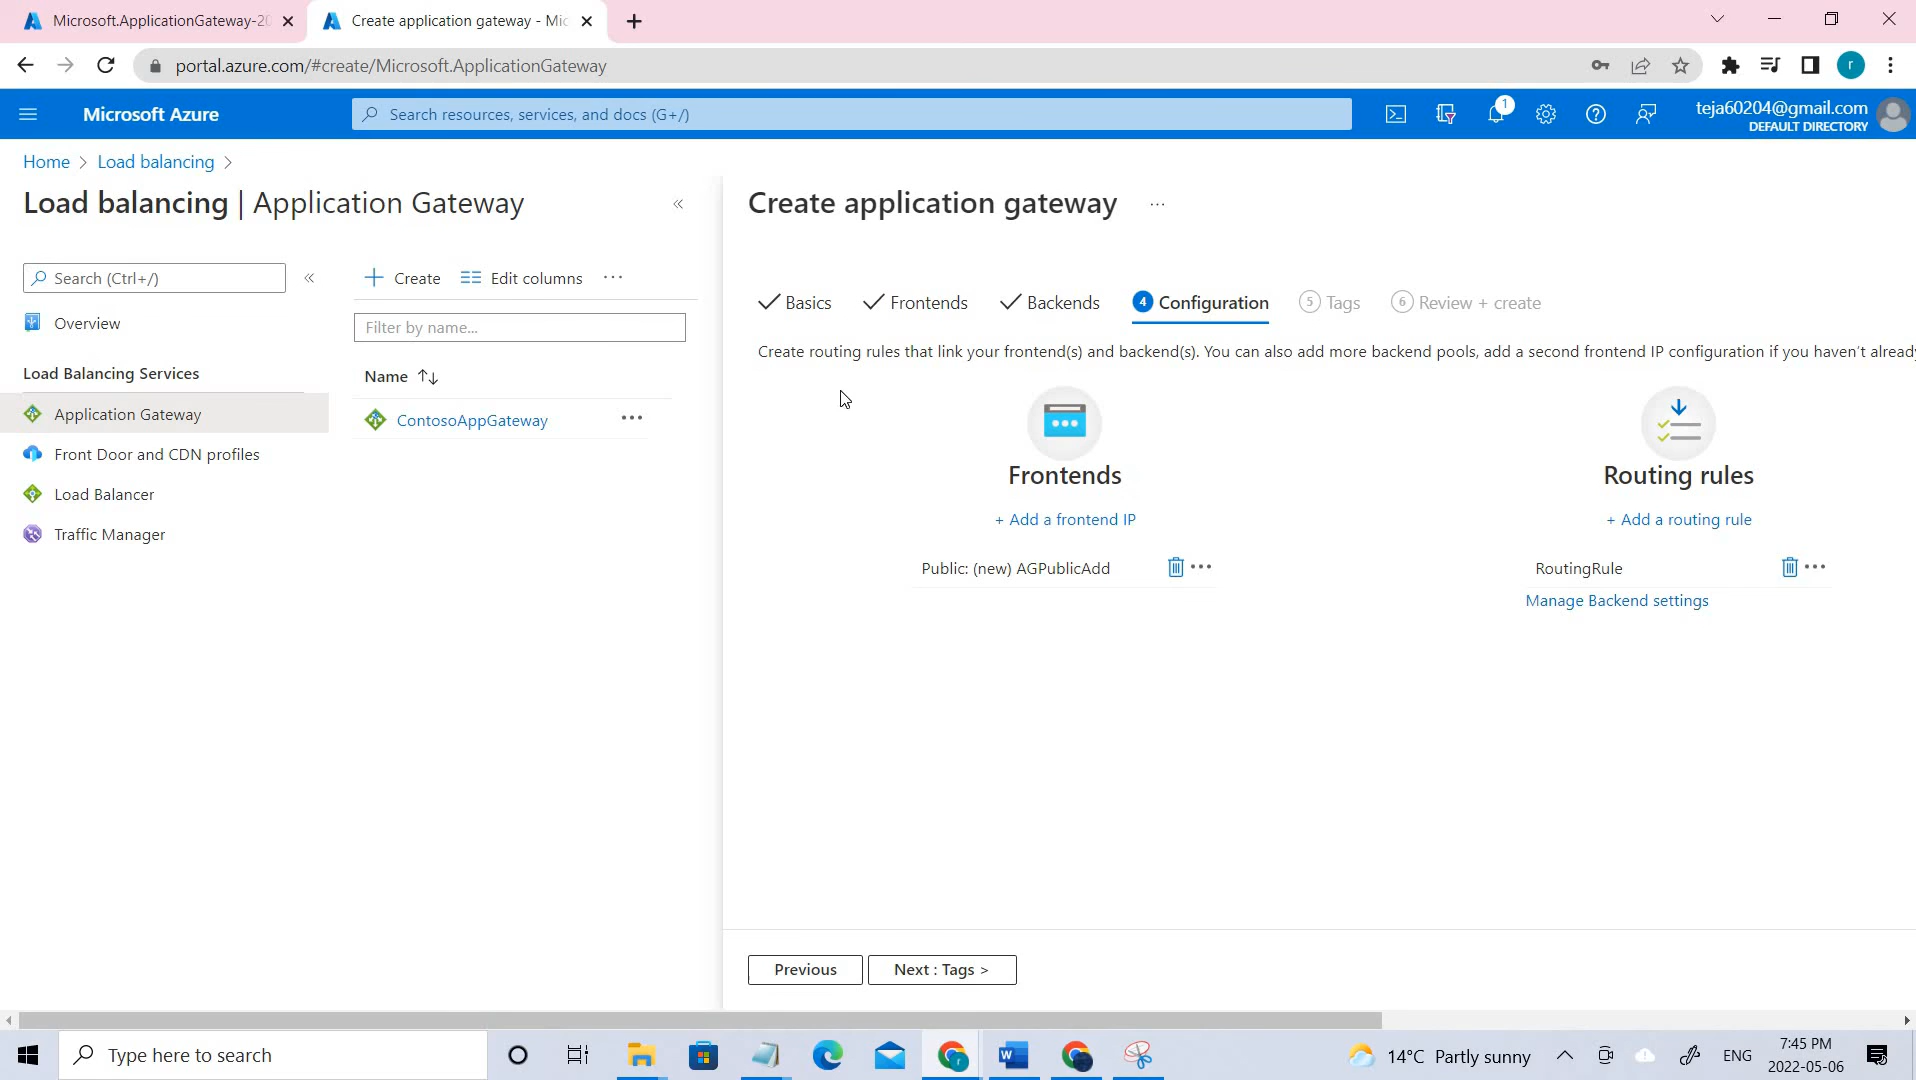 Microsoft.ApplicationGateway-20
Create application gateway - Mic
portal.azure.com/#create/Microsoft.ApplicationGateway
r
Microsoft Azure
Search resources, services, and docs (G+/)
1
teja60204@gmail.com
DEFAULT DIRECTORY
Home > Load balancing >
Load balancing | Application Gateway
Search (Ctrl+/)
Overview
Load Balancing Services
Application Gateway
Front Door and CDN profiles
Load Balancer
Traffic Manager
+ Create
Edit columns
Filter by name...
Name
ContosoAppGateway
Create application gateway
Basics
Frontends
Backends
4 Configuration
5 Tags
6 Review + create
Create routing rules that link your frontend(s) and backend(s). You can also add more backend pools, add a second frontend IP configuration if you haven't already
Frontends
+ Add a frontend IP
Public: (new) AGPublicAdd
Routing rules
+ Add a routing rule
RoutingRule
Manage Backend settings
Previous
Next : Tags >
Type here to search
14°C Partly sunny
ENG
7:45 PM
2022-05-06